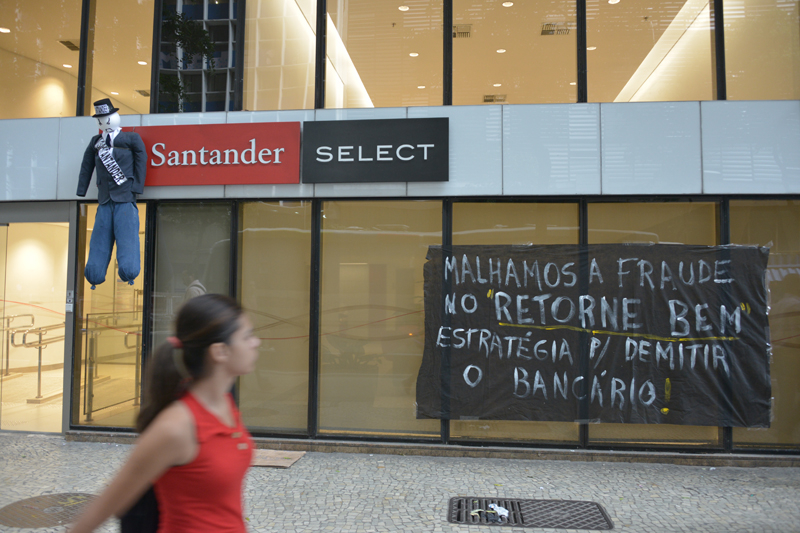 Santander
SELECT
MALHAMOS A FRAUDE
NO "RETORNE BEM"
ESTRATÉGIA P/ DEMITIR
O BANCÁRIO!